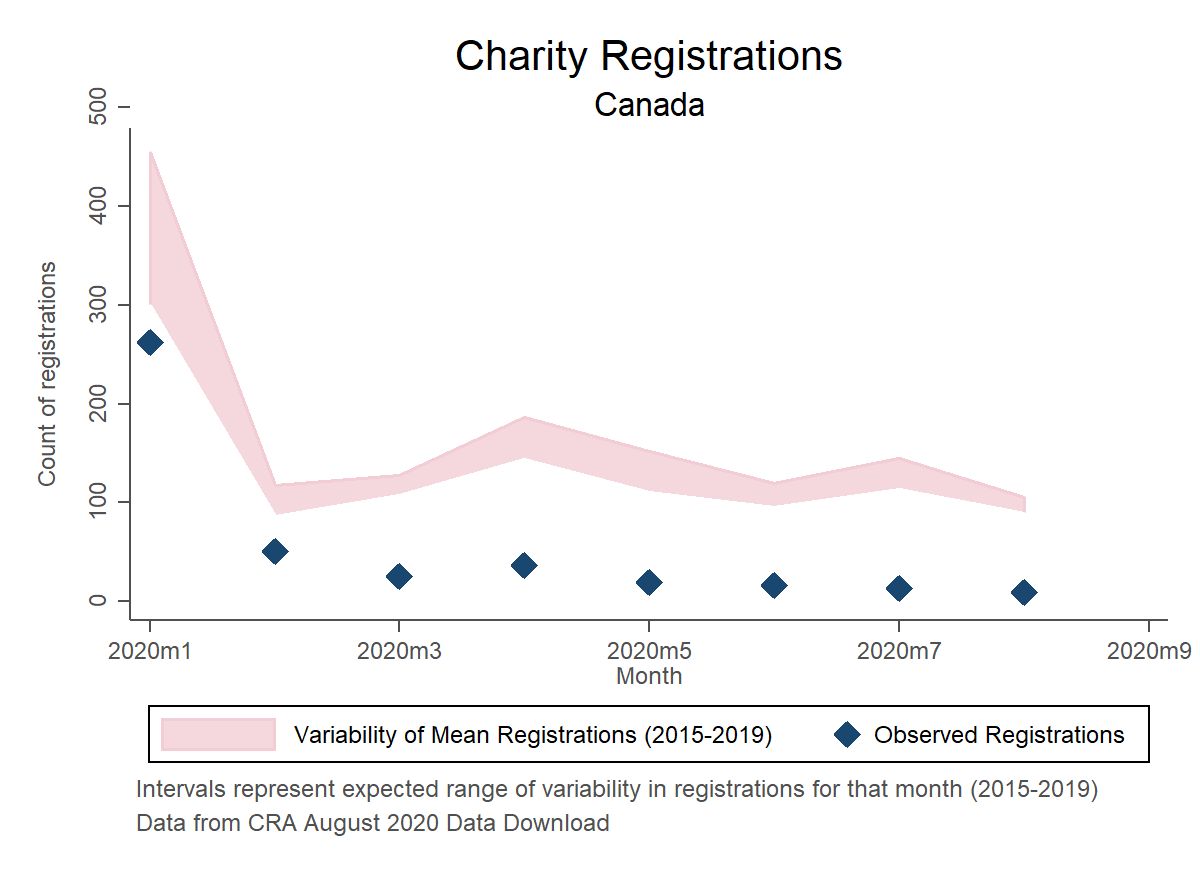 Charity Registrations
Canada
500
400
300
200
100
0
Count of registrations
2020m1
2020m3
2020m5
2020m7
2020m9
Month
Variability of Mean Registrations (2015-2019)
Observed Registrations
Intervals represent expected range of variability in registrations for that month (2015-2019)
Data from CRA August 2020 Data Download